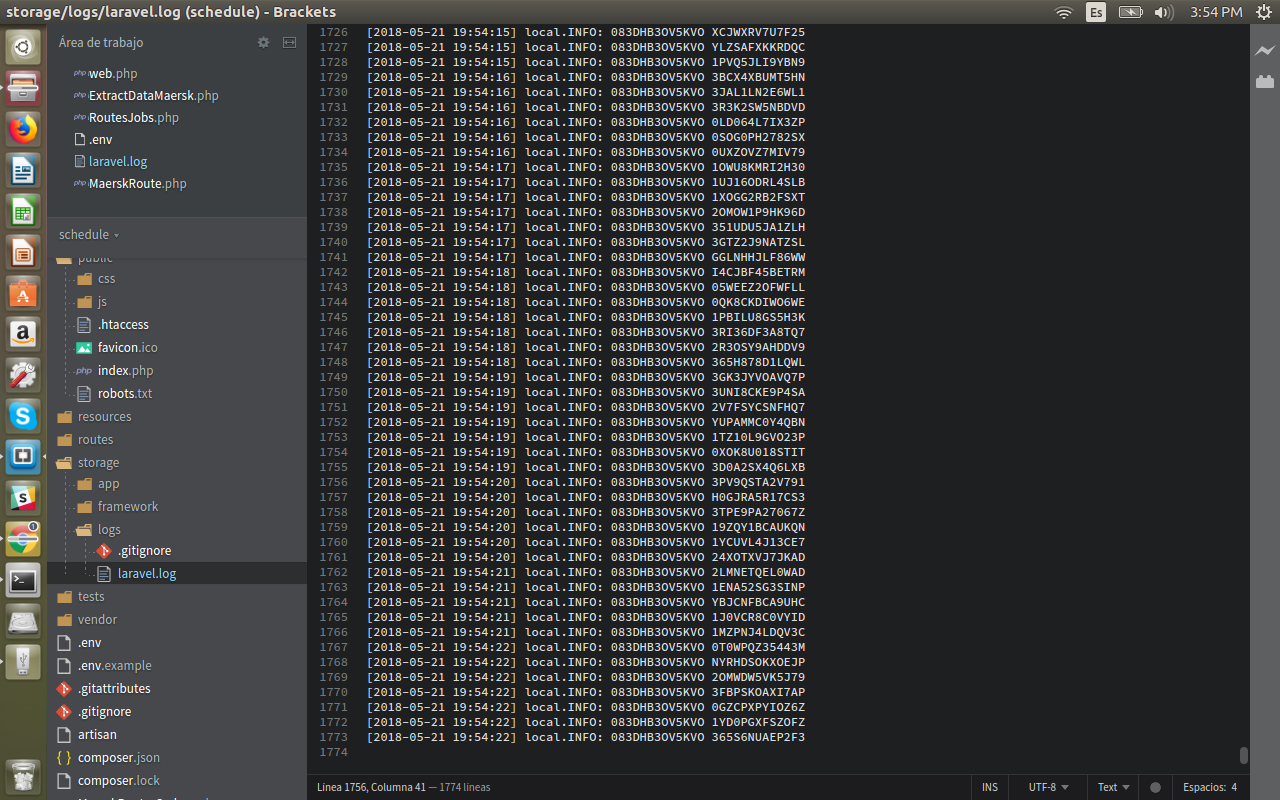 storage/logs/laravel.log (schedule) - Brackets
Es
3:54 PM
Área de trabajo
php web.php
php ExtractDataMaersk.php
php RoutesJobs.php
.env
laravel.log
php MaerskRoute.php
schedule
public
css
js
.htaccess
favicon.ico
php index.php
robots.txt
resources
routes
storage
app
framework
logs
.gitignore
laravel.log
tests
vendor
.env
.env.example
.gitattributes
.gitignore
artisan
composer.json
composer.lock
1726 [2018-05-21 19:54:15] local.INFO: 083DHB3OV5KVO XCJWXRV7U7F25
1727 [2018-05-21 19:54:15] local.INFO: 083DHB3OV5KVO YLZSAFXKKRDQC
1728 [2018-05-21 19:54:15] local.INFO: 083DHB3OV5KVO 1PVQ5JLI9YBN9
1729 [2018-05-21 19:54:16] local.INFO: 083DHB3OV5KVO 3BCX4XBUMT5HN
1730 [2018-05-21 19:54:16] local.INFO: 083DHB3OV5KVO 3JAL1LN2E6WL1
1731 [2018-05-21 19:54:16] local.INFO: 083DHB3OV5KVO 3R3K2SW5NBDVD
1732 [2018-05-21 19:54:16] local.INFO: 083DHB3OV5KVO 0LD064L7IX3ZP
1733 [2018-05-21 19:54:16] local.INFO: 083DHB3OV5KVO 0SOG0PH2782SX
1734 [2018-05-21 19:54:16] local.INFO: 083DHB3OV5KVO 0UXZOVZ7MIV79
1735 [2018-05-21 19:54:17] local.INFO: 083DHB3OV5KVO 1OWU8KMRI2H30
1736 [2018-05-21 19:54:17] local.INFO: 083DHB3OV5KVO 1UJ16ODRL4SLB
1737 [2018-05-21 19:54:17] local.INFO: 083DHB3OV5KVO 1XOGG2RB2FSXT
1738 [2018-05-21 19:54:17] local.INFO: 083DHB3OV5KVO 2OMOW1P9HK96D
1739 [2018-05-21 19:54:17] local.INFO: 083DHB3OV5KVO 351UDU5JA1ZLH
1740 [2018-05-21 19:54:17] local.INFO: 083DHB3OV5KVO 3GTZ2J9NATZSL
1741 [2018-05-21 19:54:17] local.INFO: 083DHB3OV5KVO GGLNHHJLF86WW
1742 [2018-05-21 19:54:18] local.INFO: 083DHB3OV5KVO I4CJBF45BETRM
1743 [2018-05-21 19:54:18] local.INFO: 083DHB3OV5KVO 05WEEZ2OFWFLL
1744 [2018-05-21 19:54:18] local.INFO: 083DHB3OV5KVO 0QK8CKDIWO6WE
1745 [2018-05-21 19:54:18] local.INFO: 083DHB3OV5KVO 1PBILU8GS5H3K
1746 [2018-05-21 19:54:18] local.INFO: 083DHB3OV5KVO 3RI36DF3A8TQ7
1747 [2018-05-21 19:54:18] local.INFO: 083DHB3OV5KVO 2R3OSY9AHDDV9
1748 [2018-05-21 19:54:18] local.INFO: 083DHB3OV5KVO 365H878D1LQWL
1749 [2018-05-21 19:54:19] local.INFO: 083DHB3OV5KVO 3GK3JYVOAVQ7P
1750 [2018-05-21 19:54:19] local.INFO: 083DHB3OV5KVO 3UNI8CKE9P4SA
1751 [2018-05-21 19:54:19] local.INFO: 083DHB3OV5KVO 2V7FSYCSNFHQ7
1752 [2018-05-21 19:54:19] local.INFO: 083DHB3OV5KVO YUPAMMC0Y4QBN
1753 [2018-05-21 19:54:19] local.INFO: 083DHB3OV5KVO 1TZ10L9GVO23P
1754 [2018-05-21 19:54:19] local.INFO: 083DHB3OV5KVO 0XOK8U018STIT
1755 [2018-05-21 19:54:19] local.INFO: 083DHB3OV5KVO 3D0A2SX4Q6LXB
1756 [2018-05-21 19:54:20] local.INFO: 083DHB3OV5KVO 3PV9QSTA2V791
1757 [2018-05-21 19:54:20] local.INFO: 083DHB3OV5KVO H0GJRA5R17CS3
1758 [2018-05-21 19:54:20] local.INFO: 083DHB3OV5KVO 3TPE9PA27067Z
1759 [2018-05-21 19:54:20] local.INFO: 083DHB3OV5KVO 19ZQY1BCAUKQN
1760 [2018-05-21 19:54:20] local.INFO: 083DHB3OV5KVO 1YCUVL4J13CE7
1761 [2018-05-21 19:54:20] local.INFO: 083DHB3OV5KVO 24XOTXVJ7JKAD
1762 [2018-05-21 19:54:21] local.INFO: 083DHB3OV5KVO 2LMNETQEL0WAD
1763 [2018-05-21 19:54:21] local.INFO: 083DHB3OV5KVO 1ENA52SG3SINP
1764 [2018-05-21 19:54:21] local.INFO: 083DHB3OV5KVO YBJCNFBCA9UHC
1765 [2018-05-21 19:54:21] local.INFO: 083DHB3OV5KVO 1J0VCR8C0VYID
1766 [2018-05-21 19:54:21] local.INFO: 083DHB3OV5KVO 1MZPNJ4LDQV3C
1767 [2018-05-21 19:54:22] local.INFO: 083DHB3OV5KVO 0T0WPQZ35443M
1768 [2018-05-21 19:54:22] local.INFO: 083DHB3OV5KVO NYRHDSOKXOEJP
1769 [2018-05-21 19:54:22] local.INFO: 083DHB3OV5KVO 2OMWDW5VK5J79
1770 [2018-05-21 19:54:22] local.INFO: 083DHB3OV5KVO 3FBPSKOAXI7AP
1771 [2018-05-21 19:54:22] local.INFO: 083DHB3OV5KVO 0GZCPXPYIOZ6Z
1772 [2018-05-21 19:54:22] local.INFO: 083DHB3OV5KVO 1YD0PGXFSZOFZ
1773 [2018-05-21 19:54:22] local.INFO: 083DHB3OV5KVO 365S6NUAEP2F3
1774
Línea 1756, Columna 41 — 1774 líneas
INS
UTF-8
Text
Espacios: 4